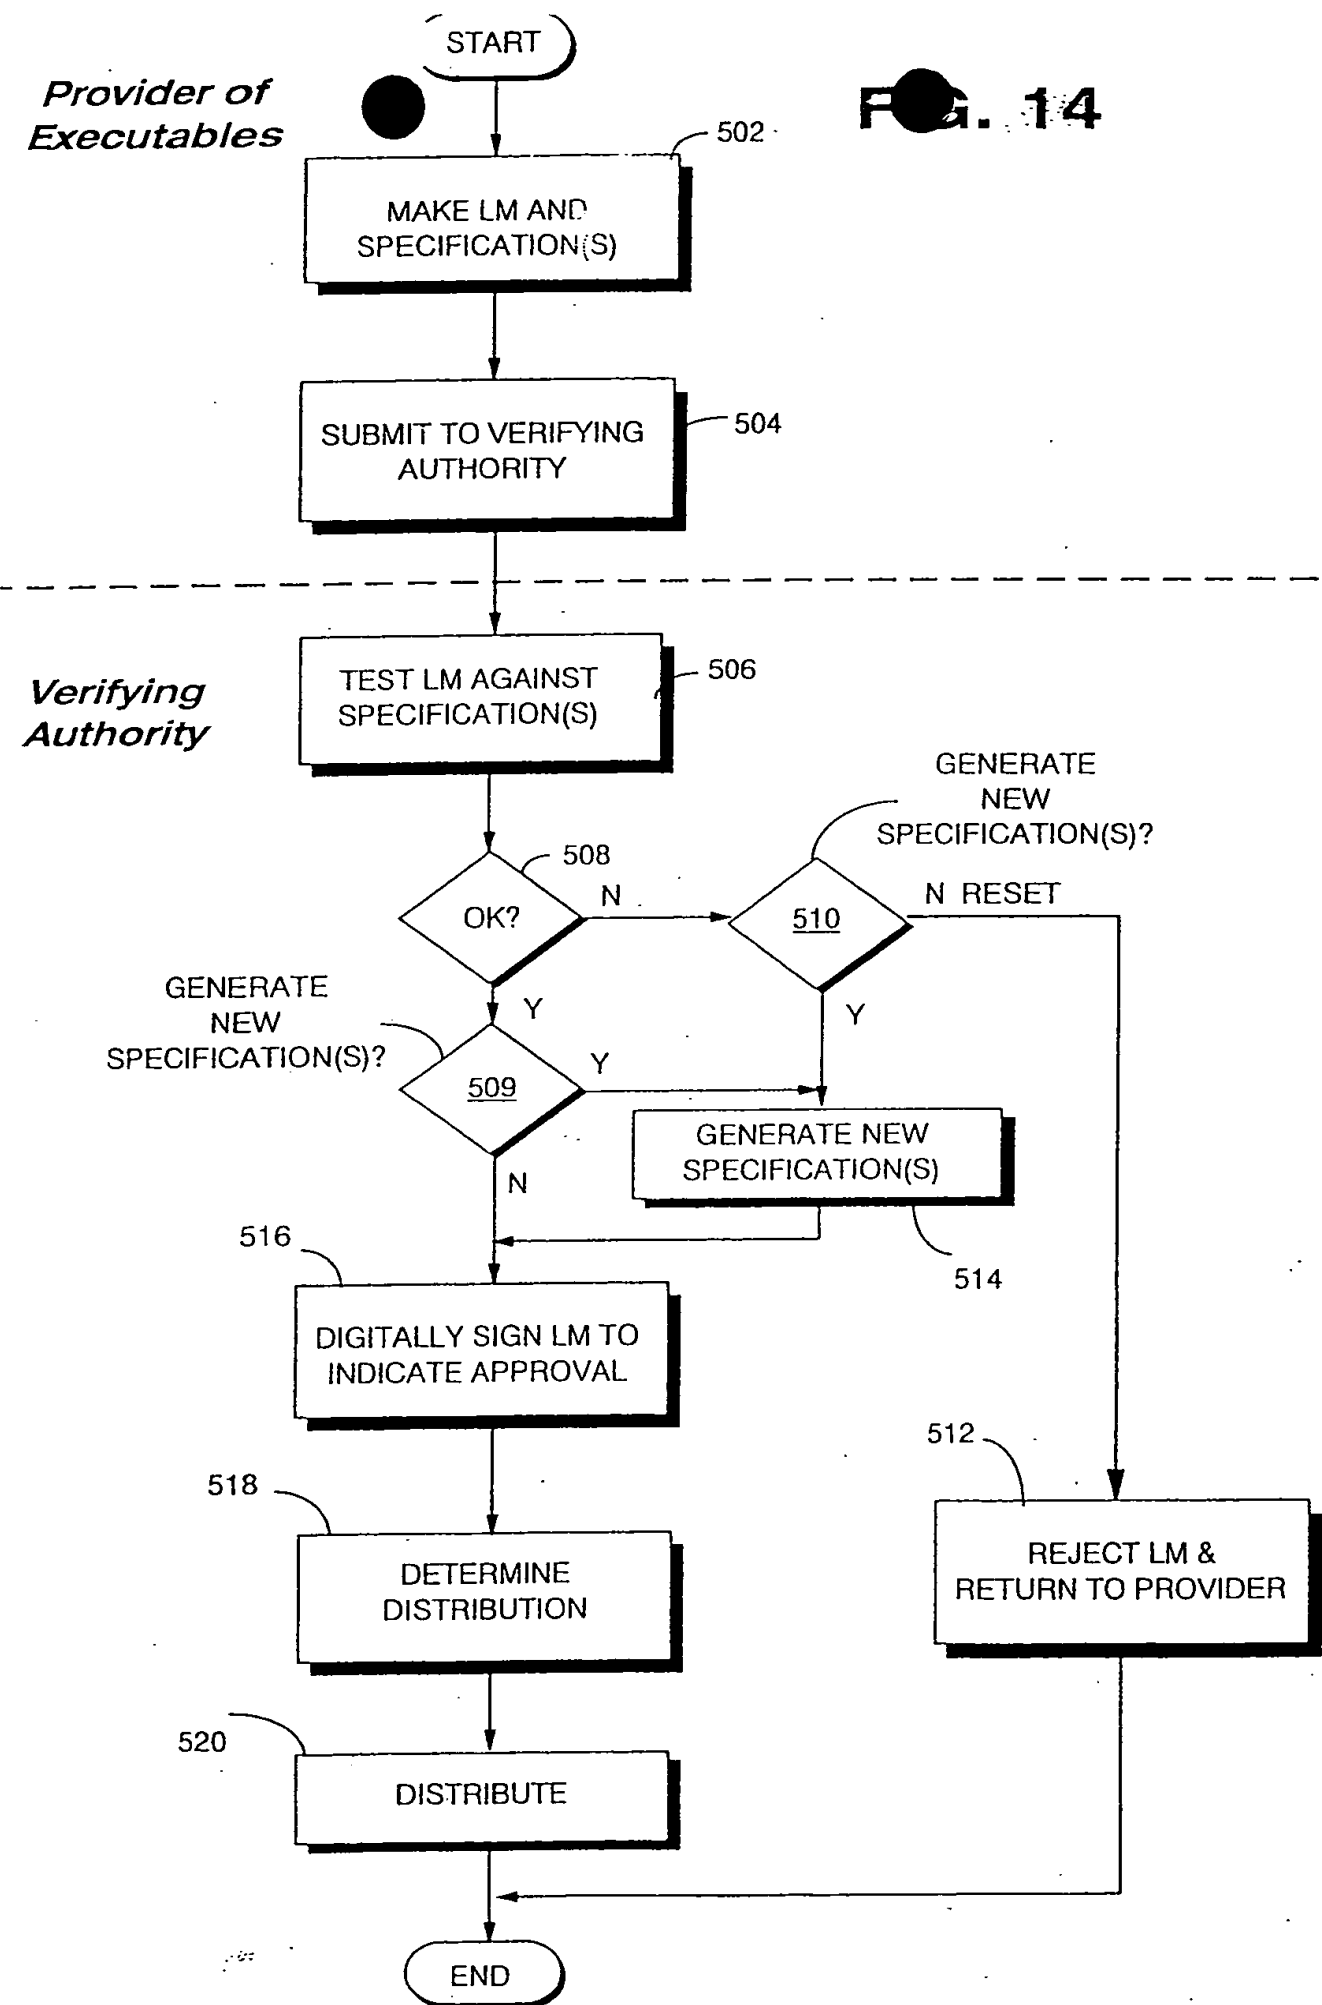 START
Provider of
Executables
14
502
MAKE LM AND
SPECIFICATION(S)
504
SUBMIT TO VERIFYING
AUTHORITY
Verifying
Authority
506
TEST LM AGAINST
SPECIFICATION(S)
GENERATE
NEW
SPECIFICATION(S)?
508
OK?
N
510
N RESET
GENERATE
NEW
SPECIFICATION(S)?
Y
Y
509
Y
GENERATE NEW
SPECIFICATION(S)
N
514
516
DIGITALLY SIGN LM TO
INDICATE APPROVAL
512
518
DETERMINE
DISTRIBUTION
REJECT LM &
RETURN TO PROVIDER
520
DISTRIBUTE
END